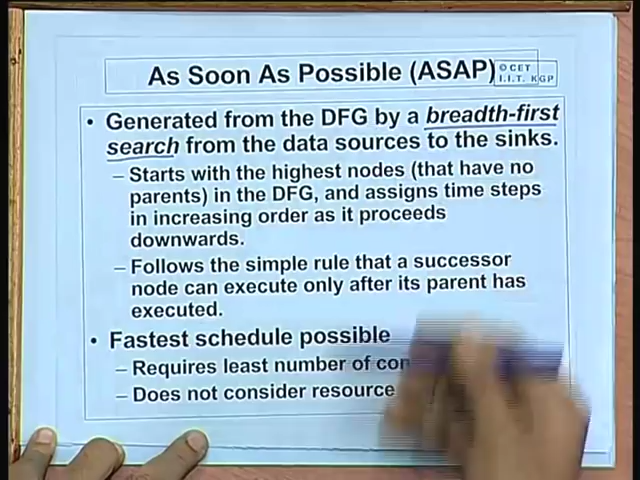 As Soon As Possible (ASAP)
© CET
I.I.T. KGP
• Generated from the DFG by a breadth-first
search from the data sources to the sinks.
– Starts with the highest nodes (that have no
parents) in the DFG, and assigns time steps
in increasing order as it proceeds
downwards.
– Follows the simple rule that a successor
node can execute only after its parent has
executed.
• Fastest schedule possible
– Requires least number of con
– Does not consider resource